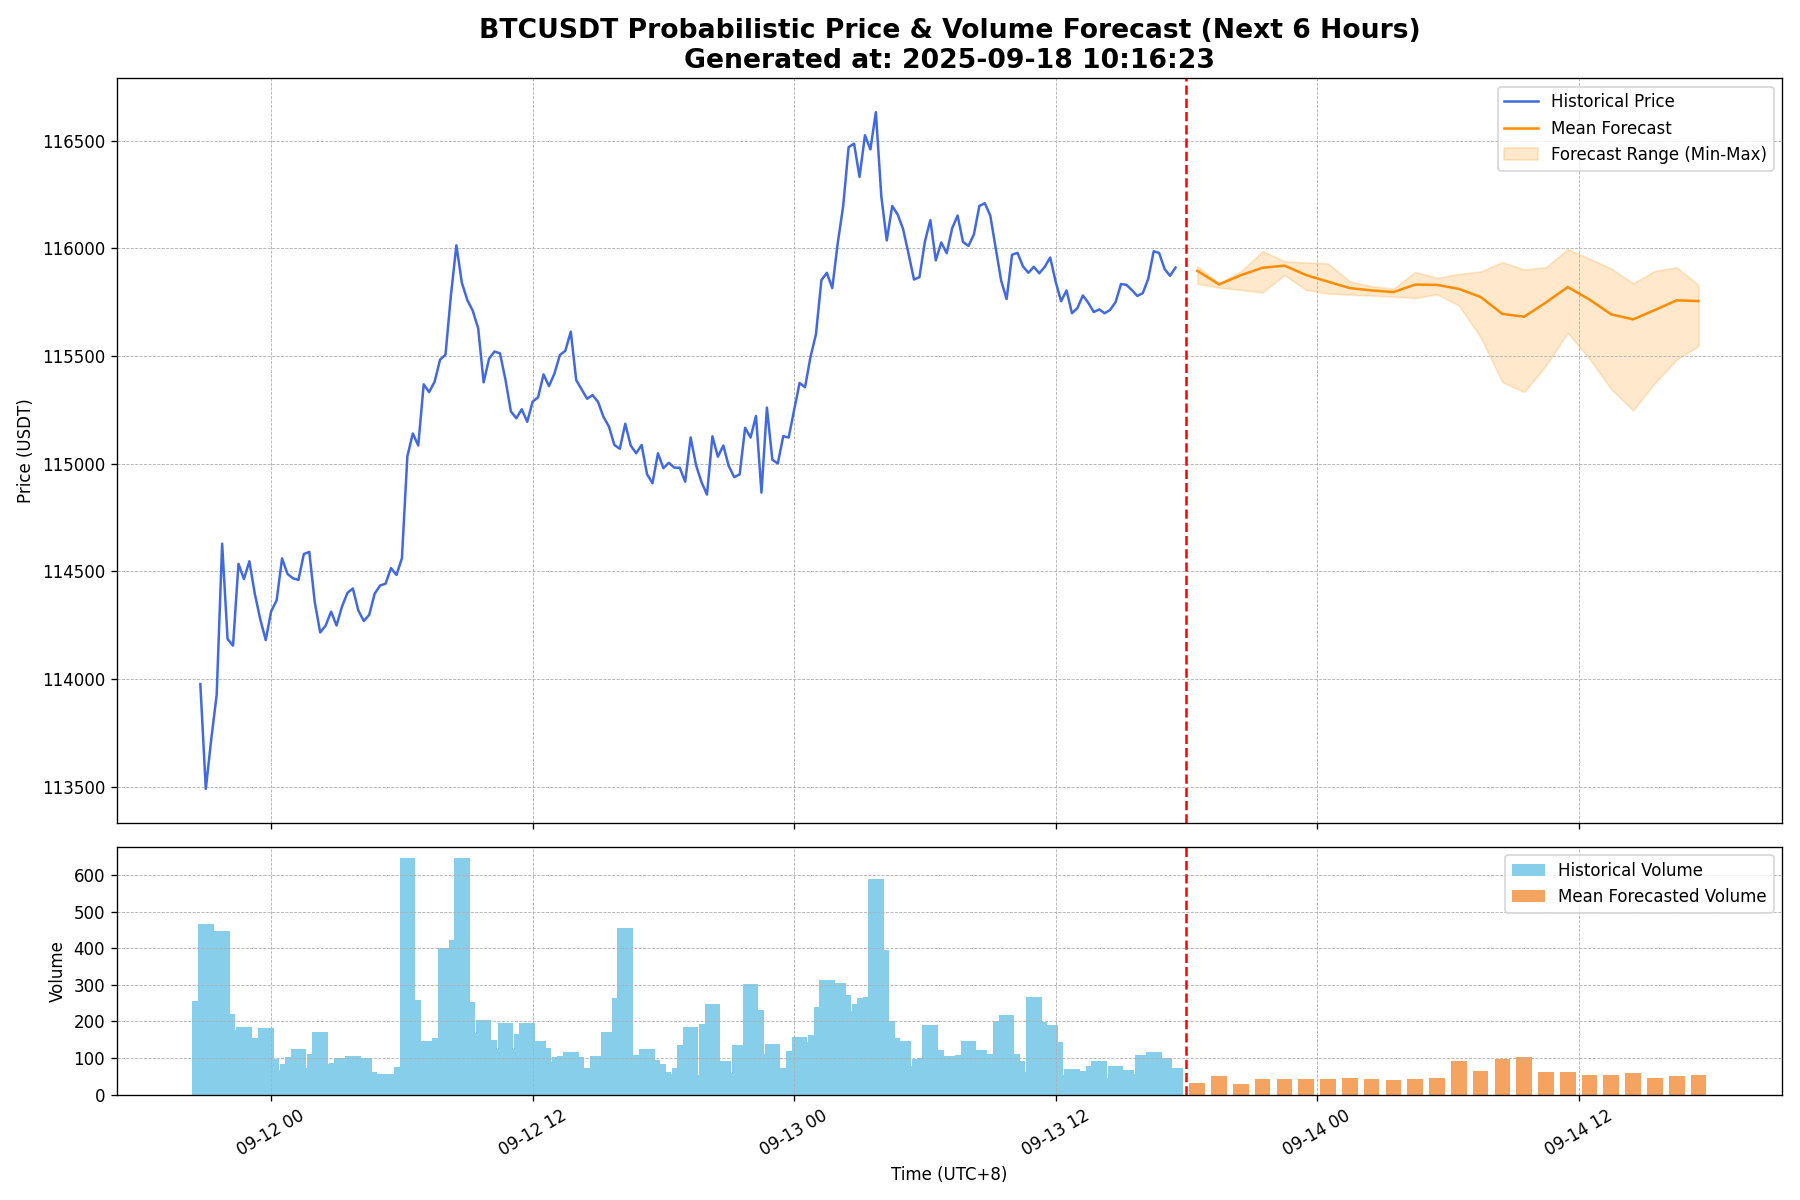 BTCUSDT Probabilistic Price & Volume Forecast (Next 6 Hours)
Generated at: 2025-09-18 10:16:23
Historical Price
Mean Forecast
Forecast Range (Min-Max)
116500
116000
115500
115000
114500
114000
113500
Price (USDT)
Historical Volume
Mean Forecasted Volume
600
500
400
300
200
100
0
Volume
09-12 00
09-12 12
09-13 00
09-13 12
09-14 00
09-14 12
Time (UTC+8)